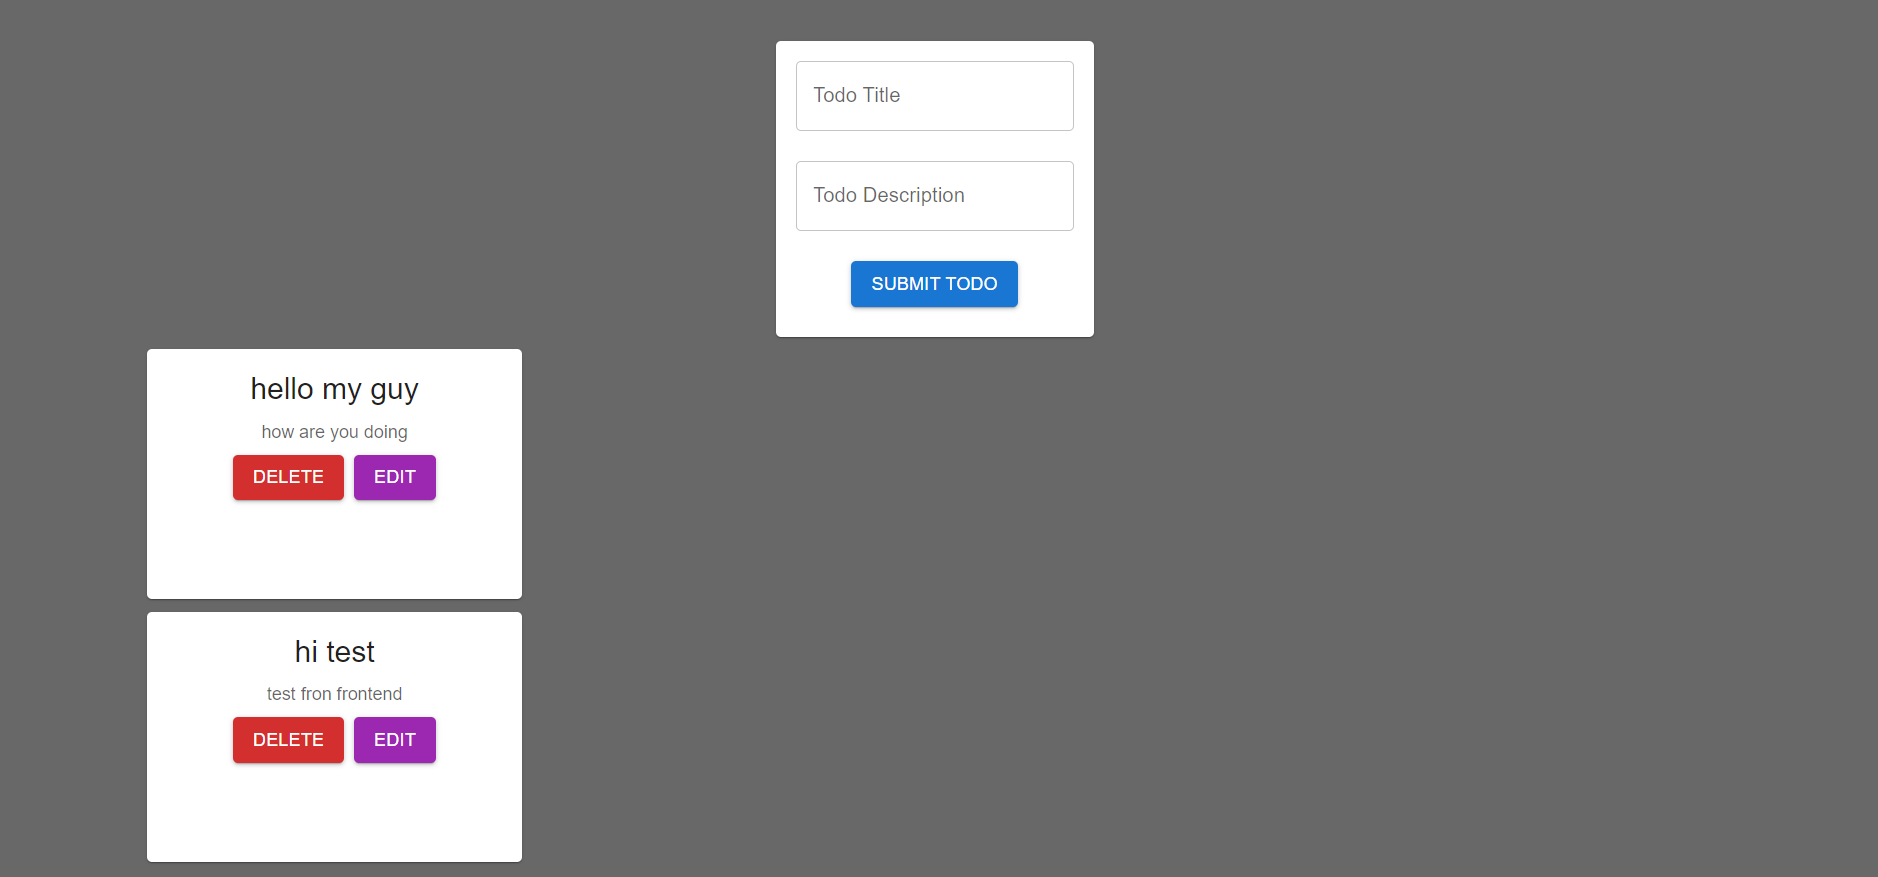 Todo Title
Todo Description
SUBMIT TODO
hello my guy
how are you doing
DELETE EDIT
hi test
test fron frontend
DELETE EDIT